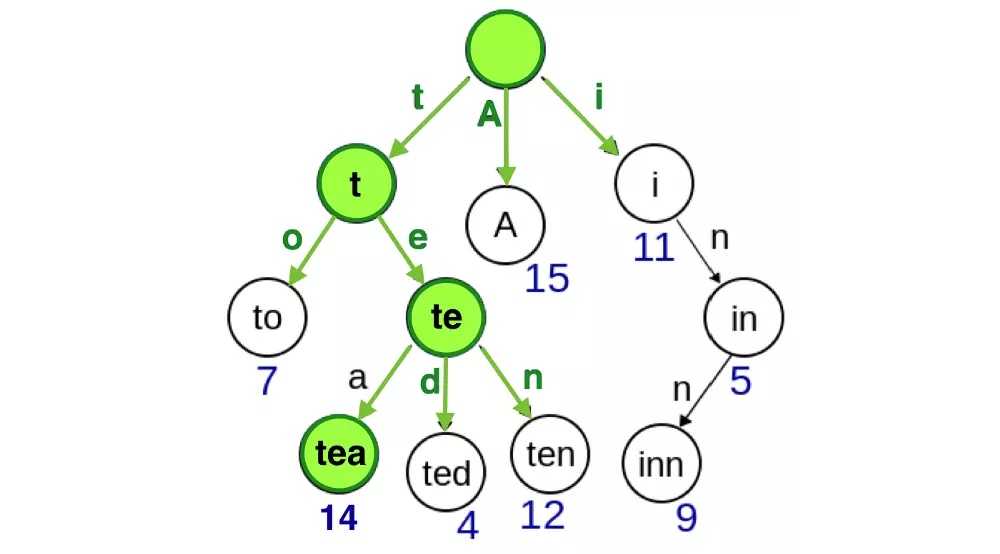 t A i
t A i
15 11
o e n
to te in
7 5
a d n n
tea ted ten inn
14 4 12 9